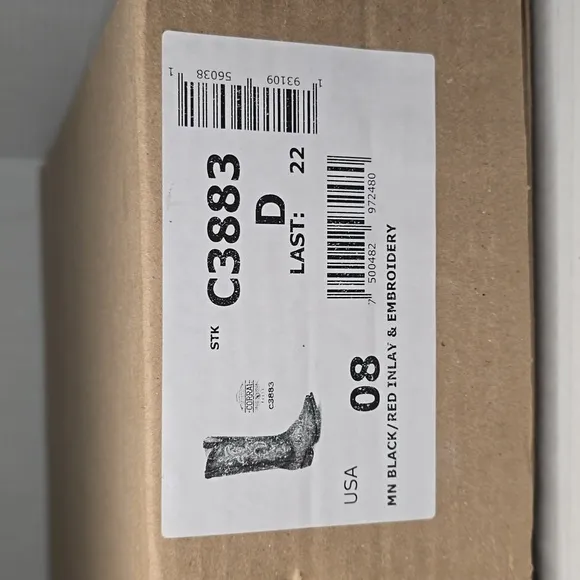 STK C3883
D
LAST: 22
1 93109 56038 1
CORRAL
C3883
USA 08
7 500482 972480
MN BLACK/RED INLAY & EMBROIDERY